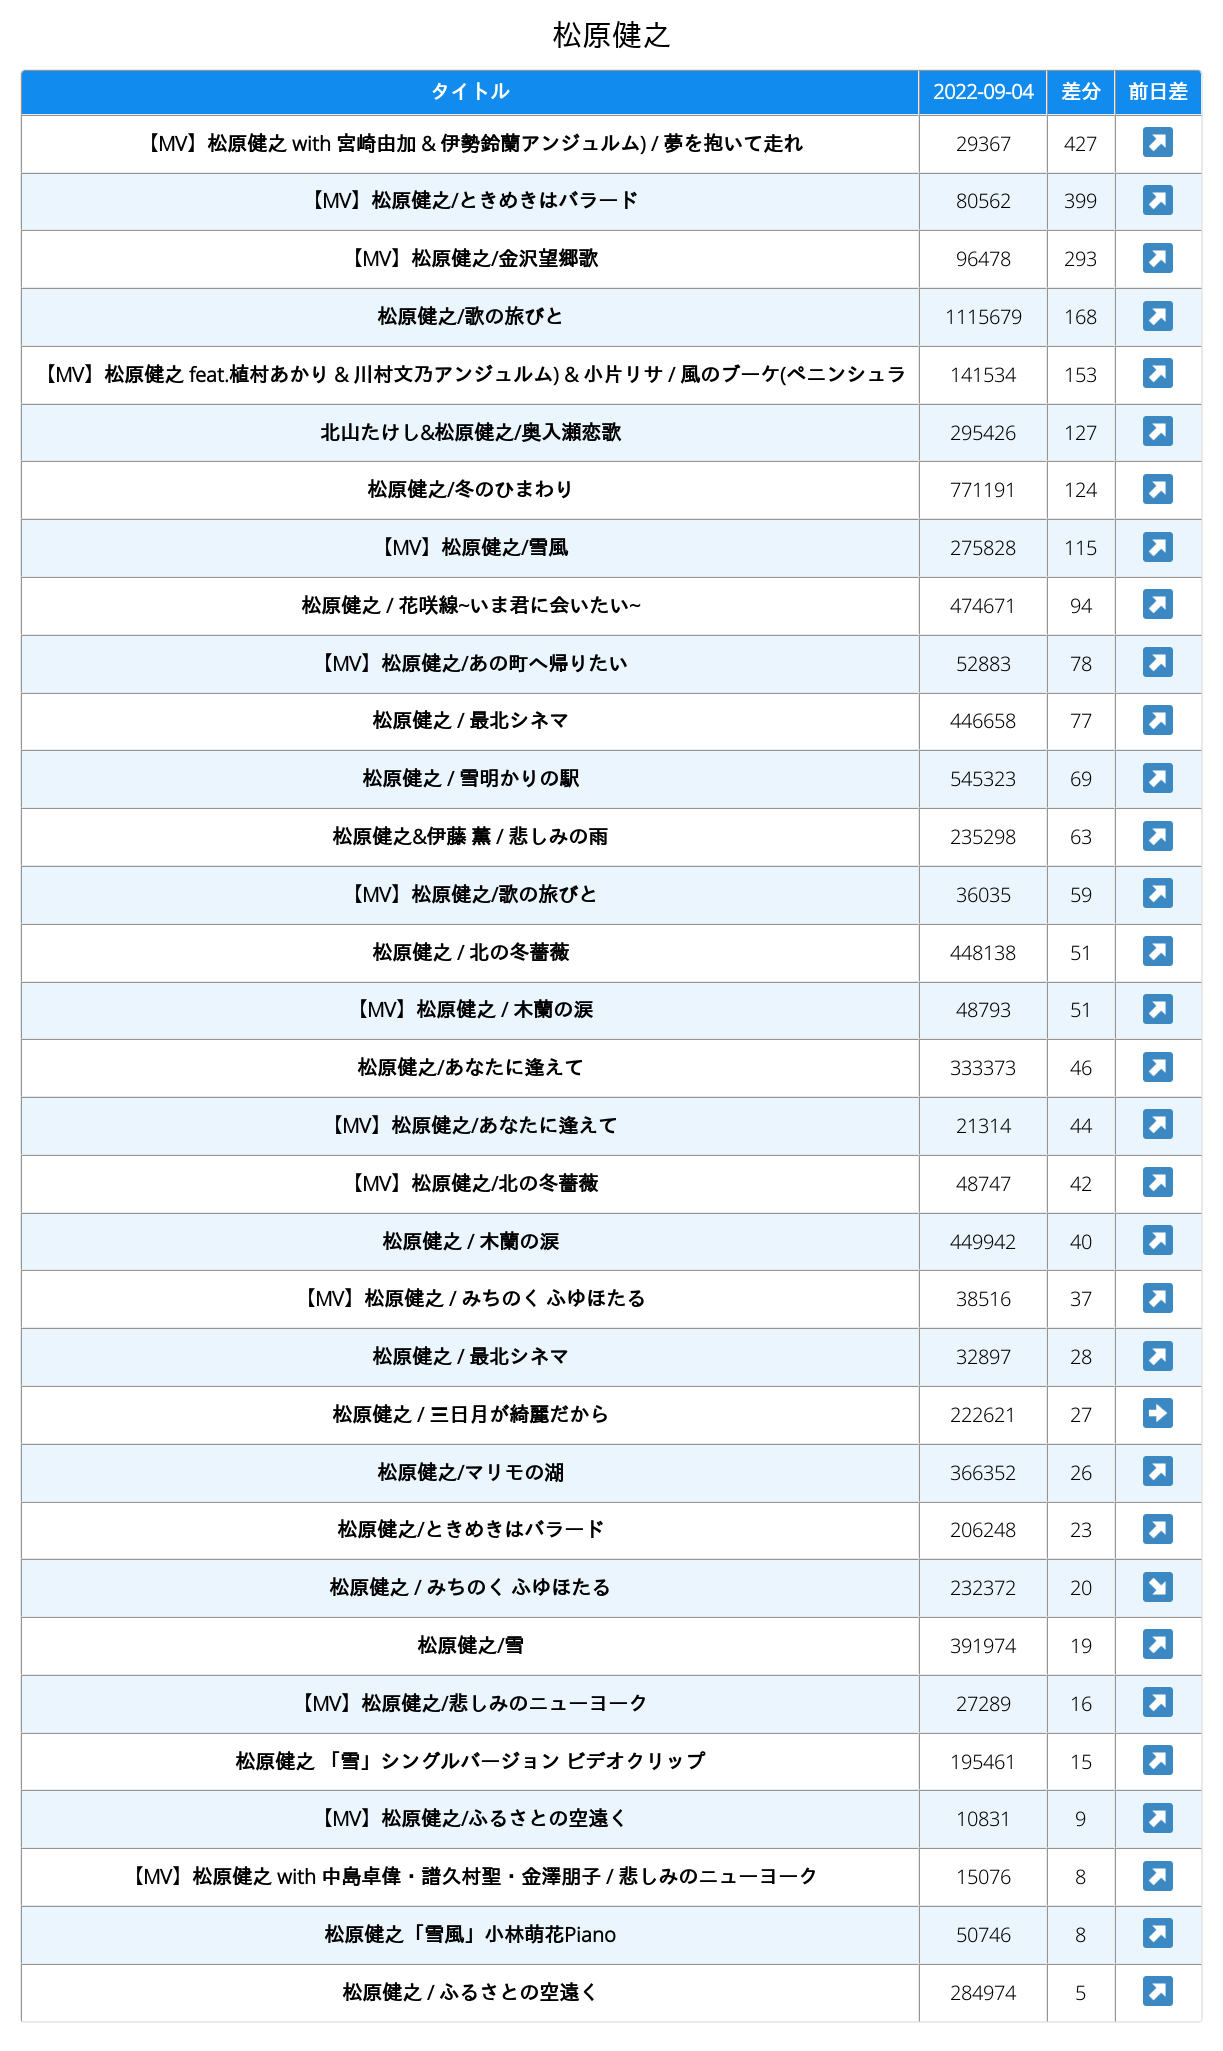 松原健之
タイトル 2022-09-04 差分 前日差
【MV】松原健之 with 宮崎由加 & 伊勢鈴蘭アンジュルム) / 夢を抱いて走れ 29367 427
【MV】松原健之/ときめきはバラード 80562 399
【MV】松原健之/金沢望郷歌 96478 293
松原健之/歌の旅びと 1115679 168
【MV】松原健之 feat.植村あかり & 川村文乃アンジュルム) & 小片リサ / 風のブーケ(ペニンシュラ 141534 153
北山たけし&松原健之/奥入瀬恋歌 295426 127
松原健之/冬のひまわり 771191 124
【MV】松原健之/雪風 275828 115
松原健之 / 花咲線~いま君に会いたい~ 474671 94
【MV】松原健之/あの町へ帰りたい 52883 78
松原健之 / 最北シネマ 446658 77
松原健之 / 雪明かりの駅 545323 69
松原健之&伊藤 薫 / 悲しみの雨 235298 63
【MV】松原健之/歌の旅びと 36035 59
松原健之 / 北の冬薔薇 448138 51
【MV】松原健之 / 木蘭の涙 48793 51
松原健之/あなたに逢えて 333373 46
【MV】松原健之/あなたに逢えて 21314 44
【MV】松原健之/北の冬薔薇 48747 42
松原健之 / 木蘭の涙 449942 40
【MV】松原健之 / みちのく ふゆほたる 38516 37
松原健之 / 最北シネマ 32897 28
松原健之 / 三日月が綺麗だから 222621 27
松原健之/マリモの湖 366352 26
松原健之/ときめきはバラード 206248 23
松原健之 / みちのく ふゆほたる 232372 20
松原健之/雪 391974 19
【MV】松原健之/悲しみのニューヨーク 27289 16
松原健之 「雪」シングルバージョン ビデオクリップ 195461 15
【MV】松原健之/ふるさとの空遠く 10831 9
【MV】松原健之 with 中島卓偉・譜久村聖・金澤朋子 / 悲しみのニューヨーク 15076 8
松原健之「雪風」小林萌花Piano 50746 8
松原健之 / ふるさとの空遠く 284974 5